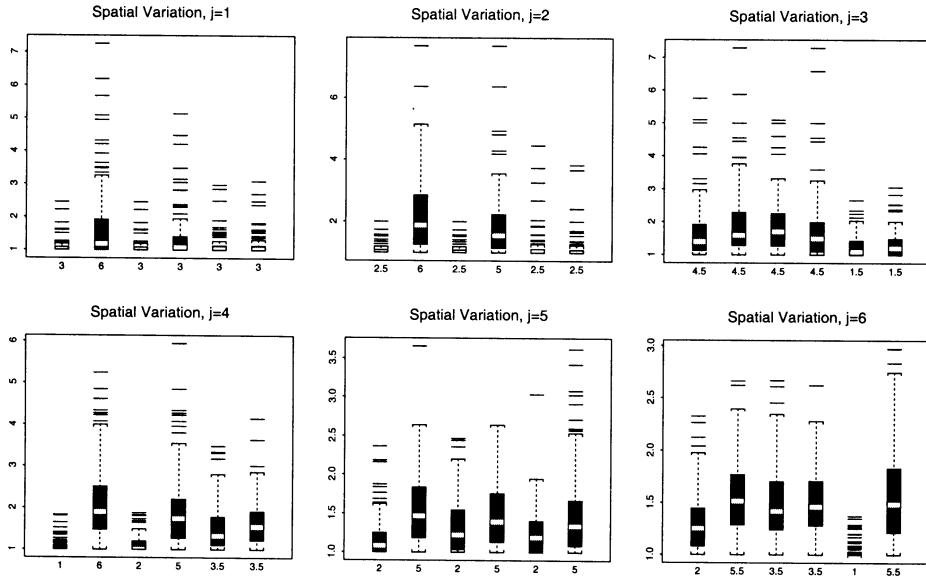 Spatial Variation, j=1
7
6
5
4
3
2
1
3 6 3 3 3 3
Spatial Variation, j=2
6
4
2
2.5 6 2.5 5 2.5 2.5
Spatial Variation, j=3
7
6
5
4
3
2
1
4.5 4.5 4.5 4.5 1.5 1.5
Spatial Variation, j=4
6
5
4
3
2
1
1 6 2 5 3.5 3.5
Spatial Variation, j=5
3.5
3.0
2.5
2.0
1.5
1.0
2 5 2 5 2 5
Spatial Variation, j=6
3.0
2.5
2.0
1.5
1.0
2 5.5 3.5 3.5 1 5.5